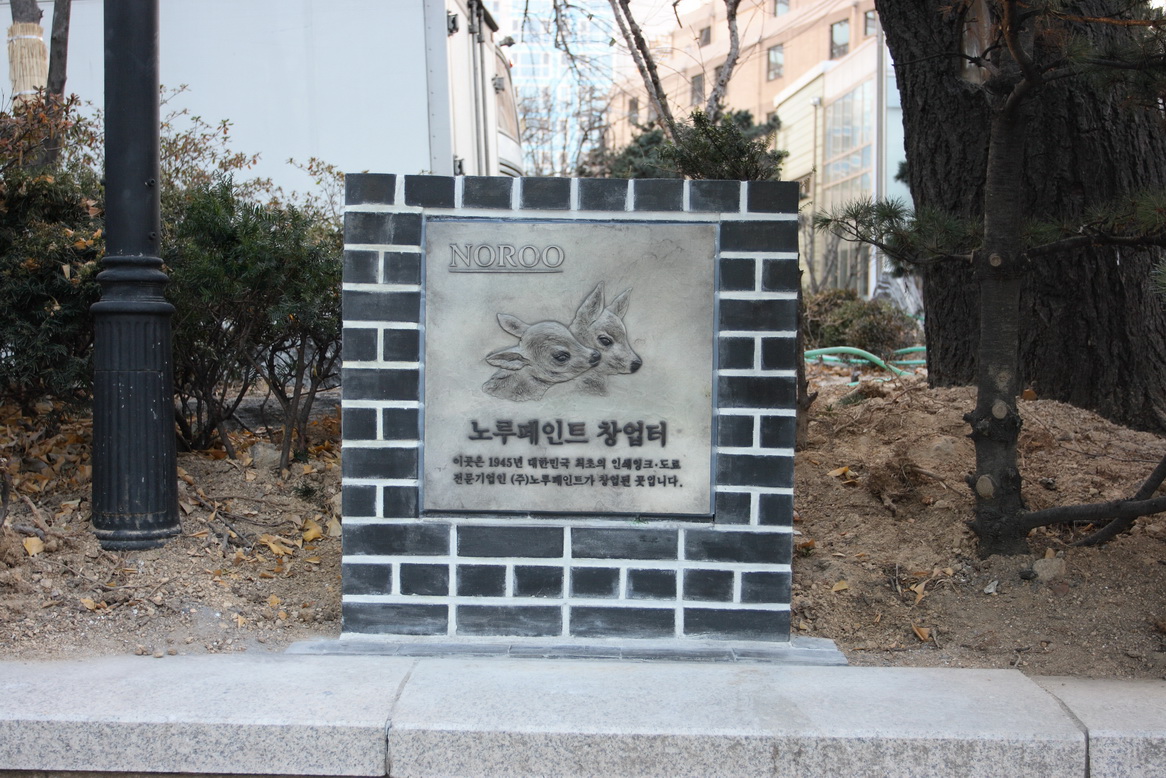 NOROO
노루페인트 창업터
이곳은 1945년 대한민국 최초의 인쇄잉크·도료
전문기업인 (주)노루페인트가 창업된 곳입니다.